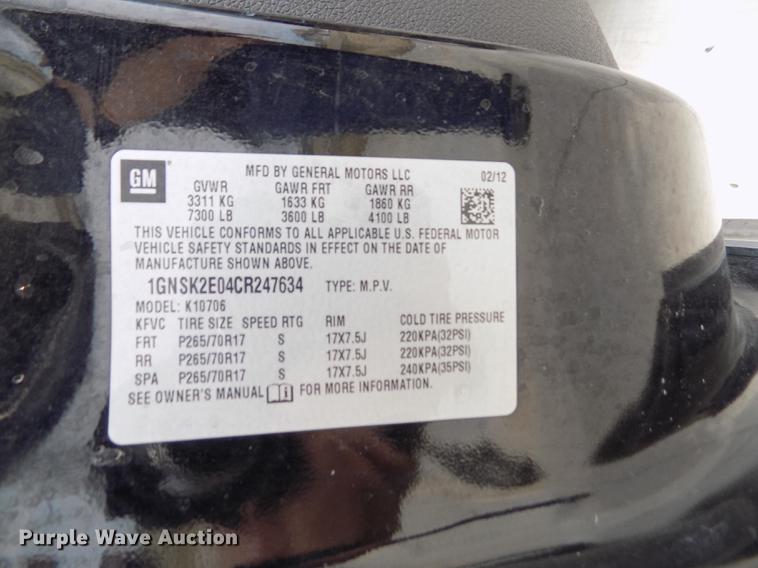 GM
MFD BY GENERAL MOTORS LLC 02/12
GVWR GAWR FRT GAWR RR
3311 KG 1633 KG 1860 KG
7300 LB 3600 LB 4100 LB
THIS VEHICLE CONFORMS TO ALL APPLICABLE U.S. FEDERAL MOTOR
VEHICLE SAFETY STANDARDS IN EFFECT ON THE DATE OF
MANUFACTURE SHOWN ABOVE.
1GNSK2E04CR247634 TYPE: M.P.V.
MODEL: K10706
KFVC TIRE SIZE SPEED RTG RIM COLD TIRE PRESSURE
FRT P265/70R17 S 17X7.5J 220KPA(32PSI)
RR P265/70R17 S 17X7.5J 220KPA(32PSI)
SPA P265/70R17 S 17X7.5J 240KPA(35PSI)
SEE OWNER'S MANUAL FOR MORE INFORMATION.
Purple Wave Auction